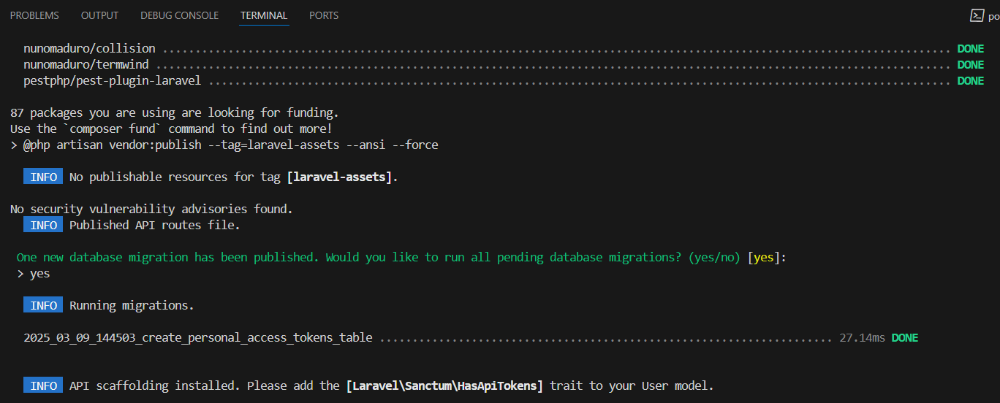 PROBLEMS OUTPUT DEBUG CONSOLE TERMINAL PORTS po
nunomaduro/collision ........................................................................................................................ DONE
nunomaduro/termwind ......................................................................................................................... DONE
pestphp/pest-plugin-laravel ................................................................................................................. DONE
87 packages you are using are looking for funding.
Use the `composer fund` command to find out more!
> @php artisan vendor:publish --tag=laravel-assets --ansi --force
INFO No publishable resources for tag [laravel-assets].
No security vulnerability advisories found.
INFO Published API routes file.
One new database migration has been published. Would you like to run all pending database migrations? (yes/no) [yes]:
> yes
INFO Running migrations.
2025_03_09_144503_create_personal_access_tokens_table ..................................................................... 27.14ms DONE
INFO API scaffolding installed. Please add the [Laravel\Sanctum\HasApiTokens] trait to your User model.